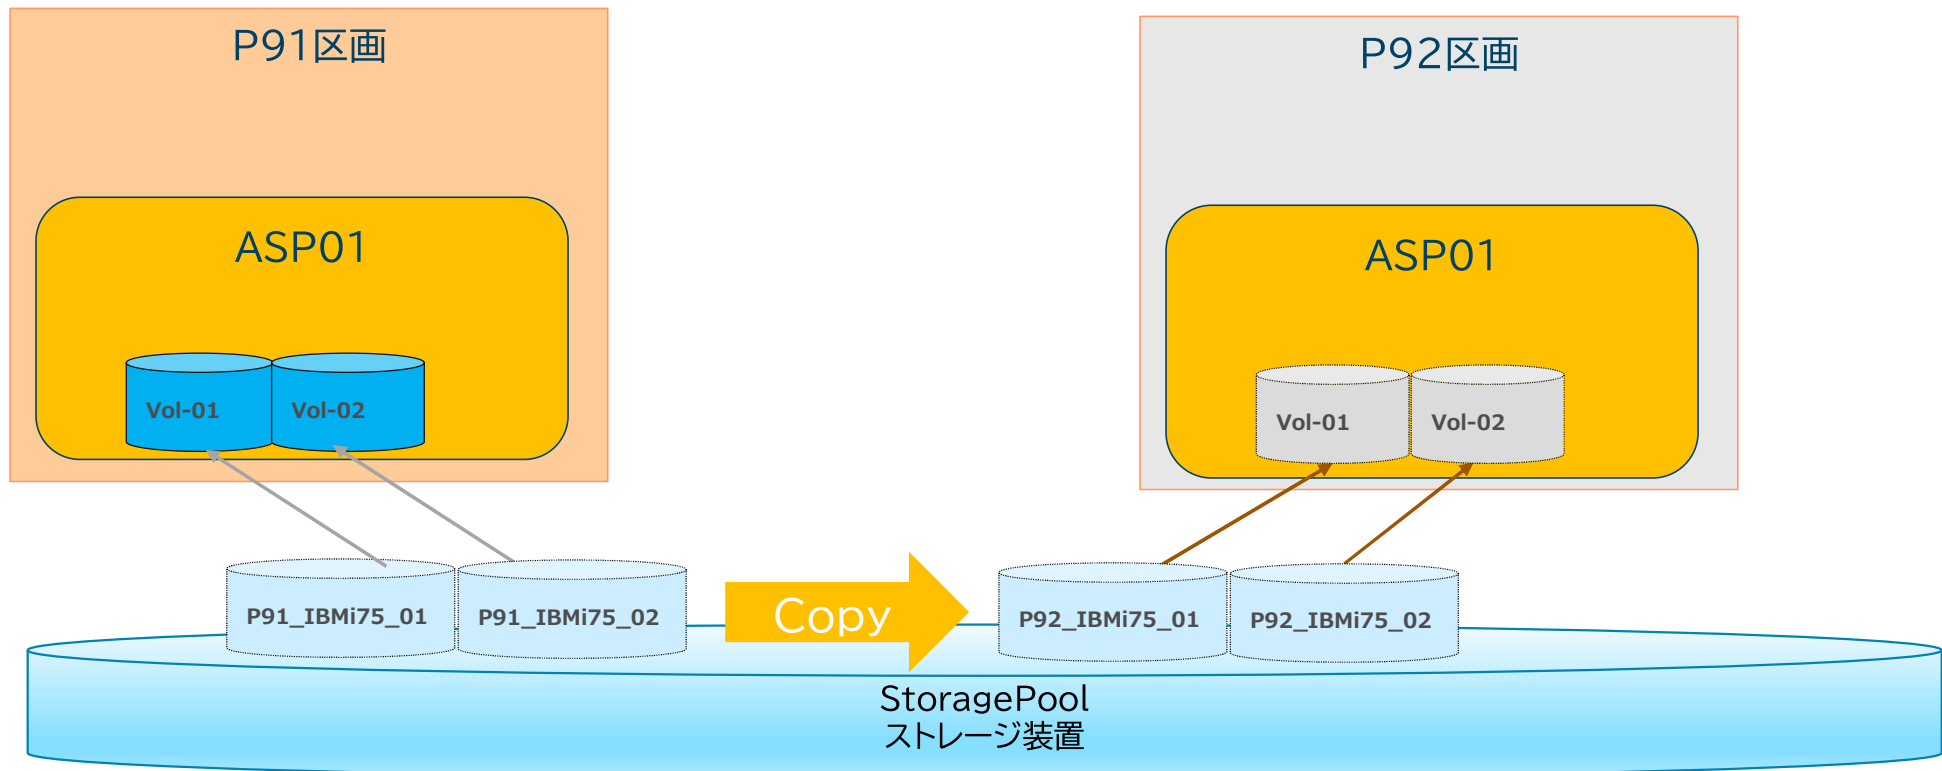 P91区画
P92区画
ASP01
ASP01
Vol-01
Vol-02
Vol-01
Vol-02
P91_IBMi75_01
P91_IBMi75_02
Copy
P92_IBMi75_01
P92_IBMi75_02
StoragePool
ストレージ装置